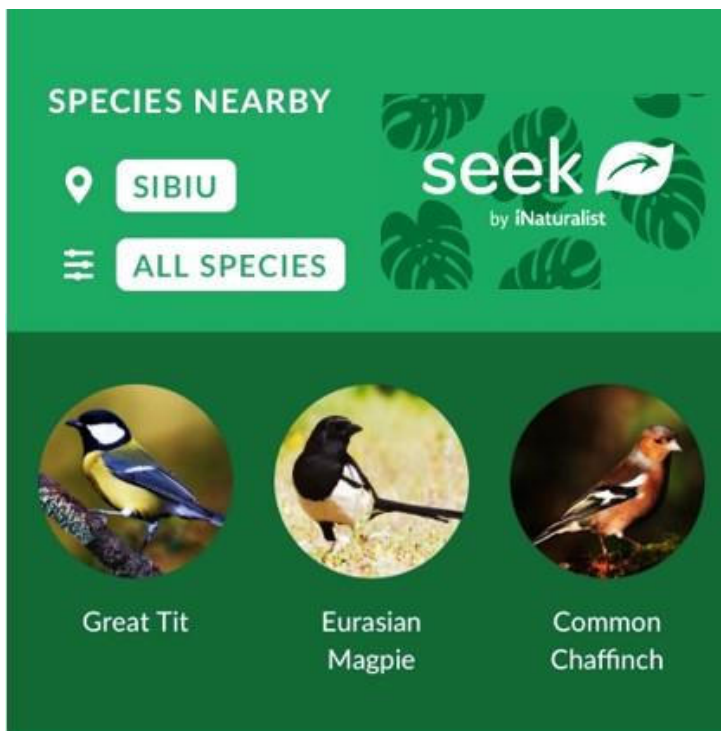 SPECIES NEARBY
SIBIU
ALL SPECIES
seek
by iNaturalist
Great Tit
Eurasian
Magpie
Common
Chaffinch